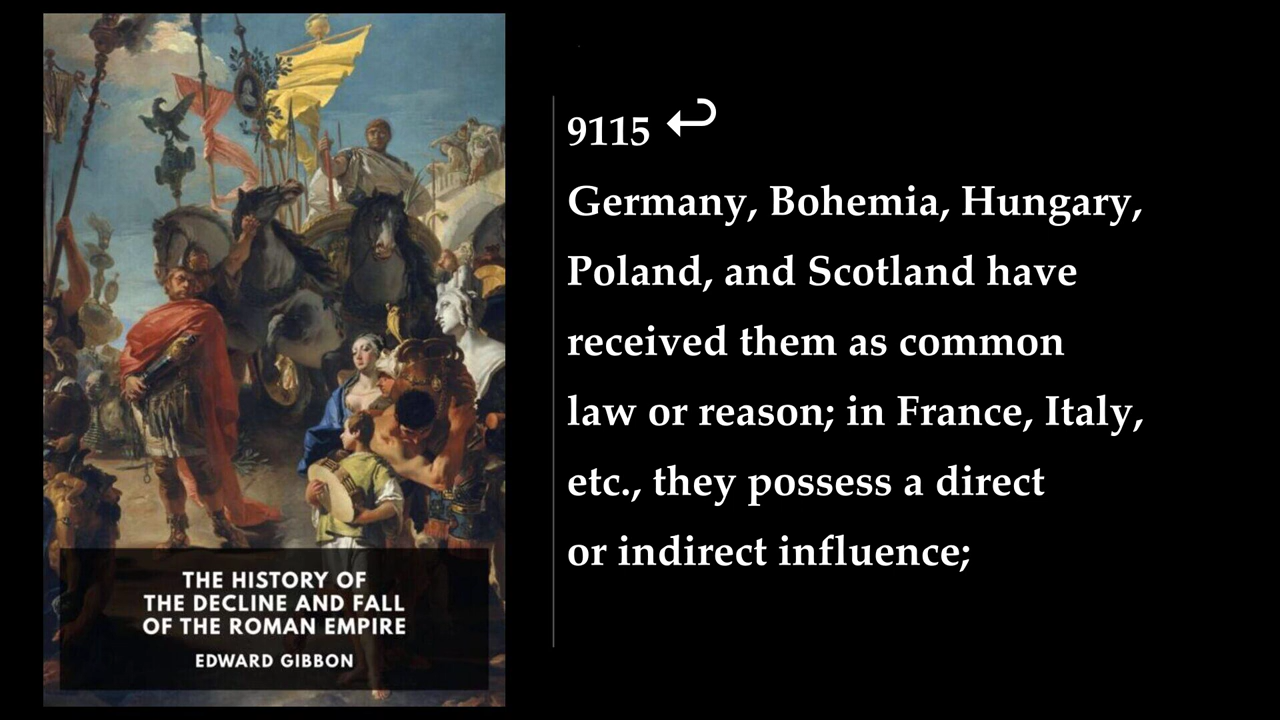 THE HISTORY OF
THE DECLINE AND FALL
OF THE ROMAN EMPIRE
EDWARD GIBBON
9115 ↩
Germany, Bohemia, Hungary,
Poland, and Scotland have
received them as common
law or reason; in France, Italy,
etc., they possess a direct
or indirect influence;